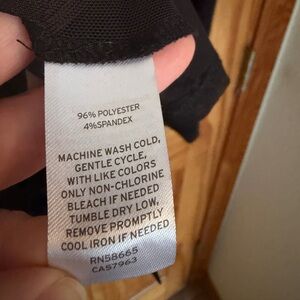 96% POLYESTER
4%SPANDEX
MACHINE WASH COLD,
GENTLE CYCLE,
WITH LIKE COLORS
ONLY NON-CHLORINE
BLEACH IF NEEDED
TUMBLE DRY LOW,
REMOVE PROMPTLY
COOL IRON IF NEEDED
RN58665
CA57963